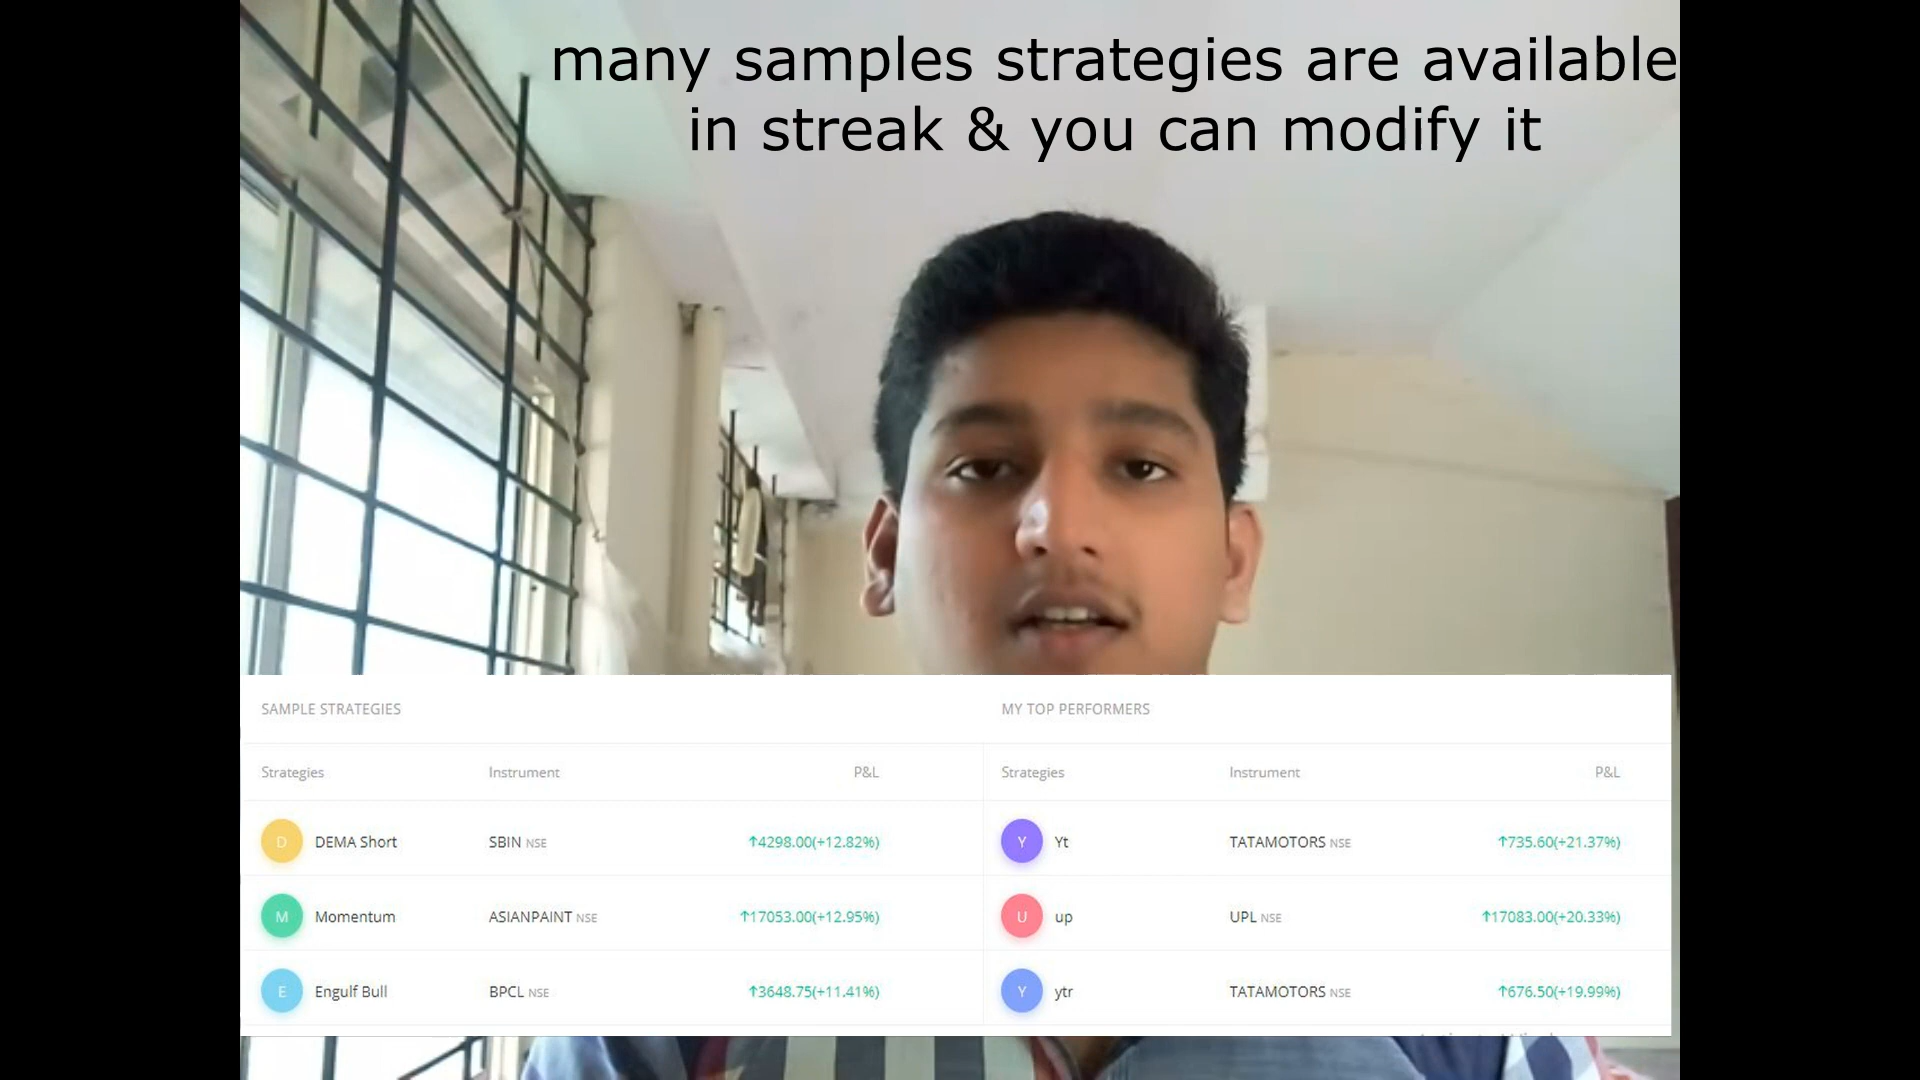 many samples strategies are available
in streak & you can modify it
SAMPLE STRATEGIES
Strategies Instrument P&L
D DEMA Short SBIN NSE ↑4298.00(+12.82%)
M Momentum ASIANPAINT NSE ↑17053.00(+12.95%)
E Engulf Bull BPCL NSE ↑3648.75(+11.41%)
MY TOP PERFORMERS
Strategies Instrument P&L
Y Yt TATAMOTORS NSE ↑735.60(+21.37%)
U up UPL NSE ↑17083.00(+20.33%)
Y ytr TATAMOTORS NSE ↑676.50(+19.99%)